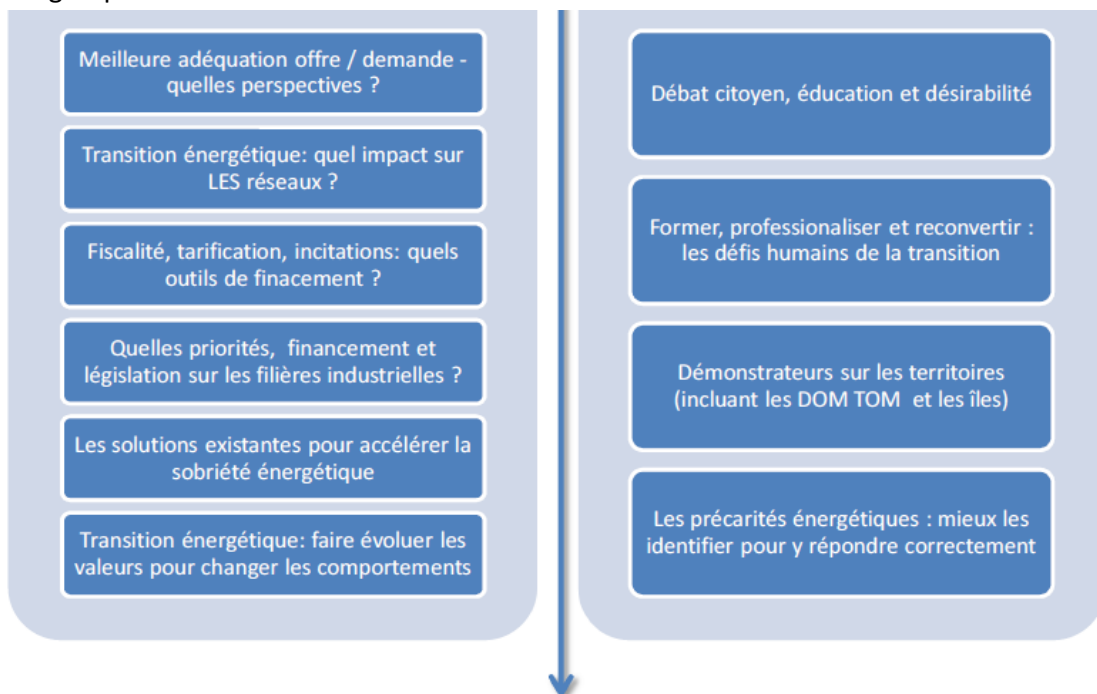 Meilleure adéquation offre / demande -
quelles perspectives ?
Transition énergétique: quel impact sur
LES réseaux ?
Fiscalité, tarification, incitations: quels
outils de finacement ?
Quelles priorités, financement et
législation sur les filières industrielles ?
Les solutions existantes pour accélérer la
sobriété énergétique
Transition énergétique: faire évoluer les
valeurs pour changer les comportements
Débat citoyen, éducation et désirabilité
Former, professionaliser et reconvertir :
les défis humains de la transition
Démonstrateurs sur les territoires
(incluant les DOM TOM et les îles)
Les précarités énergétiques : mieux les
identifier pour y répondre correctement